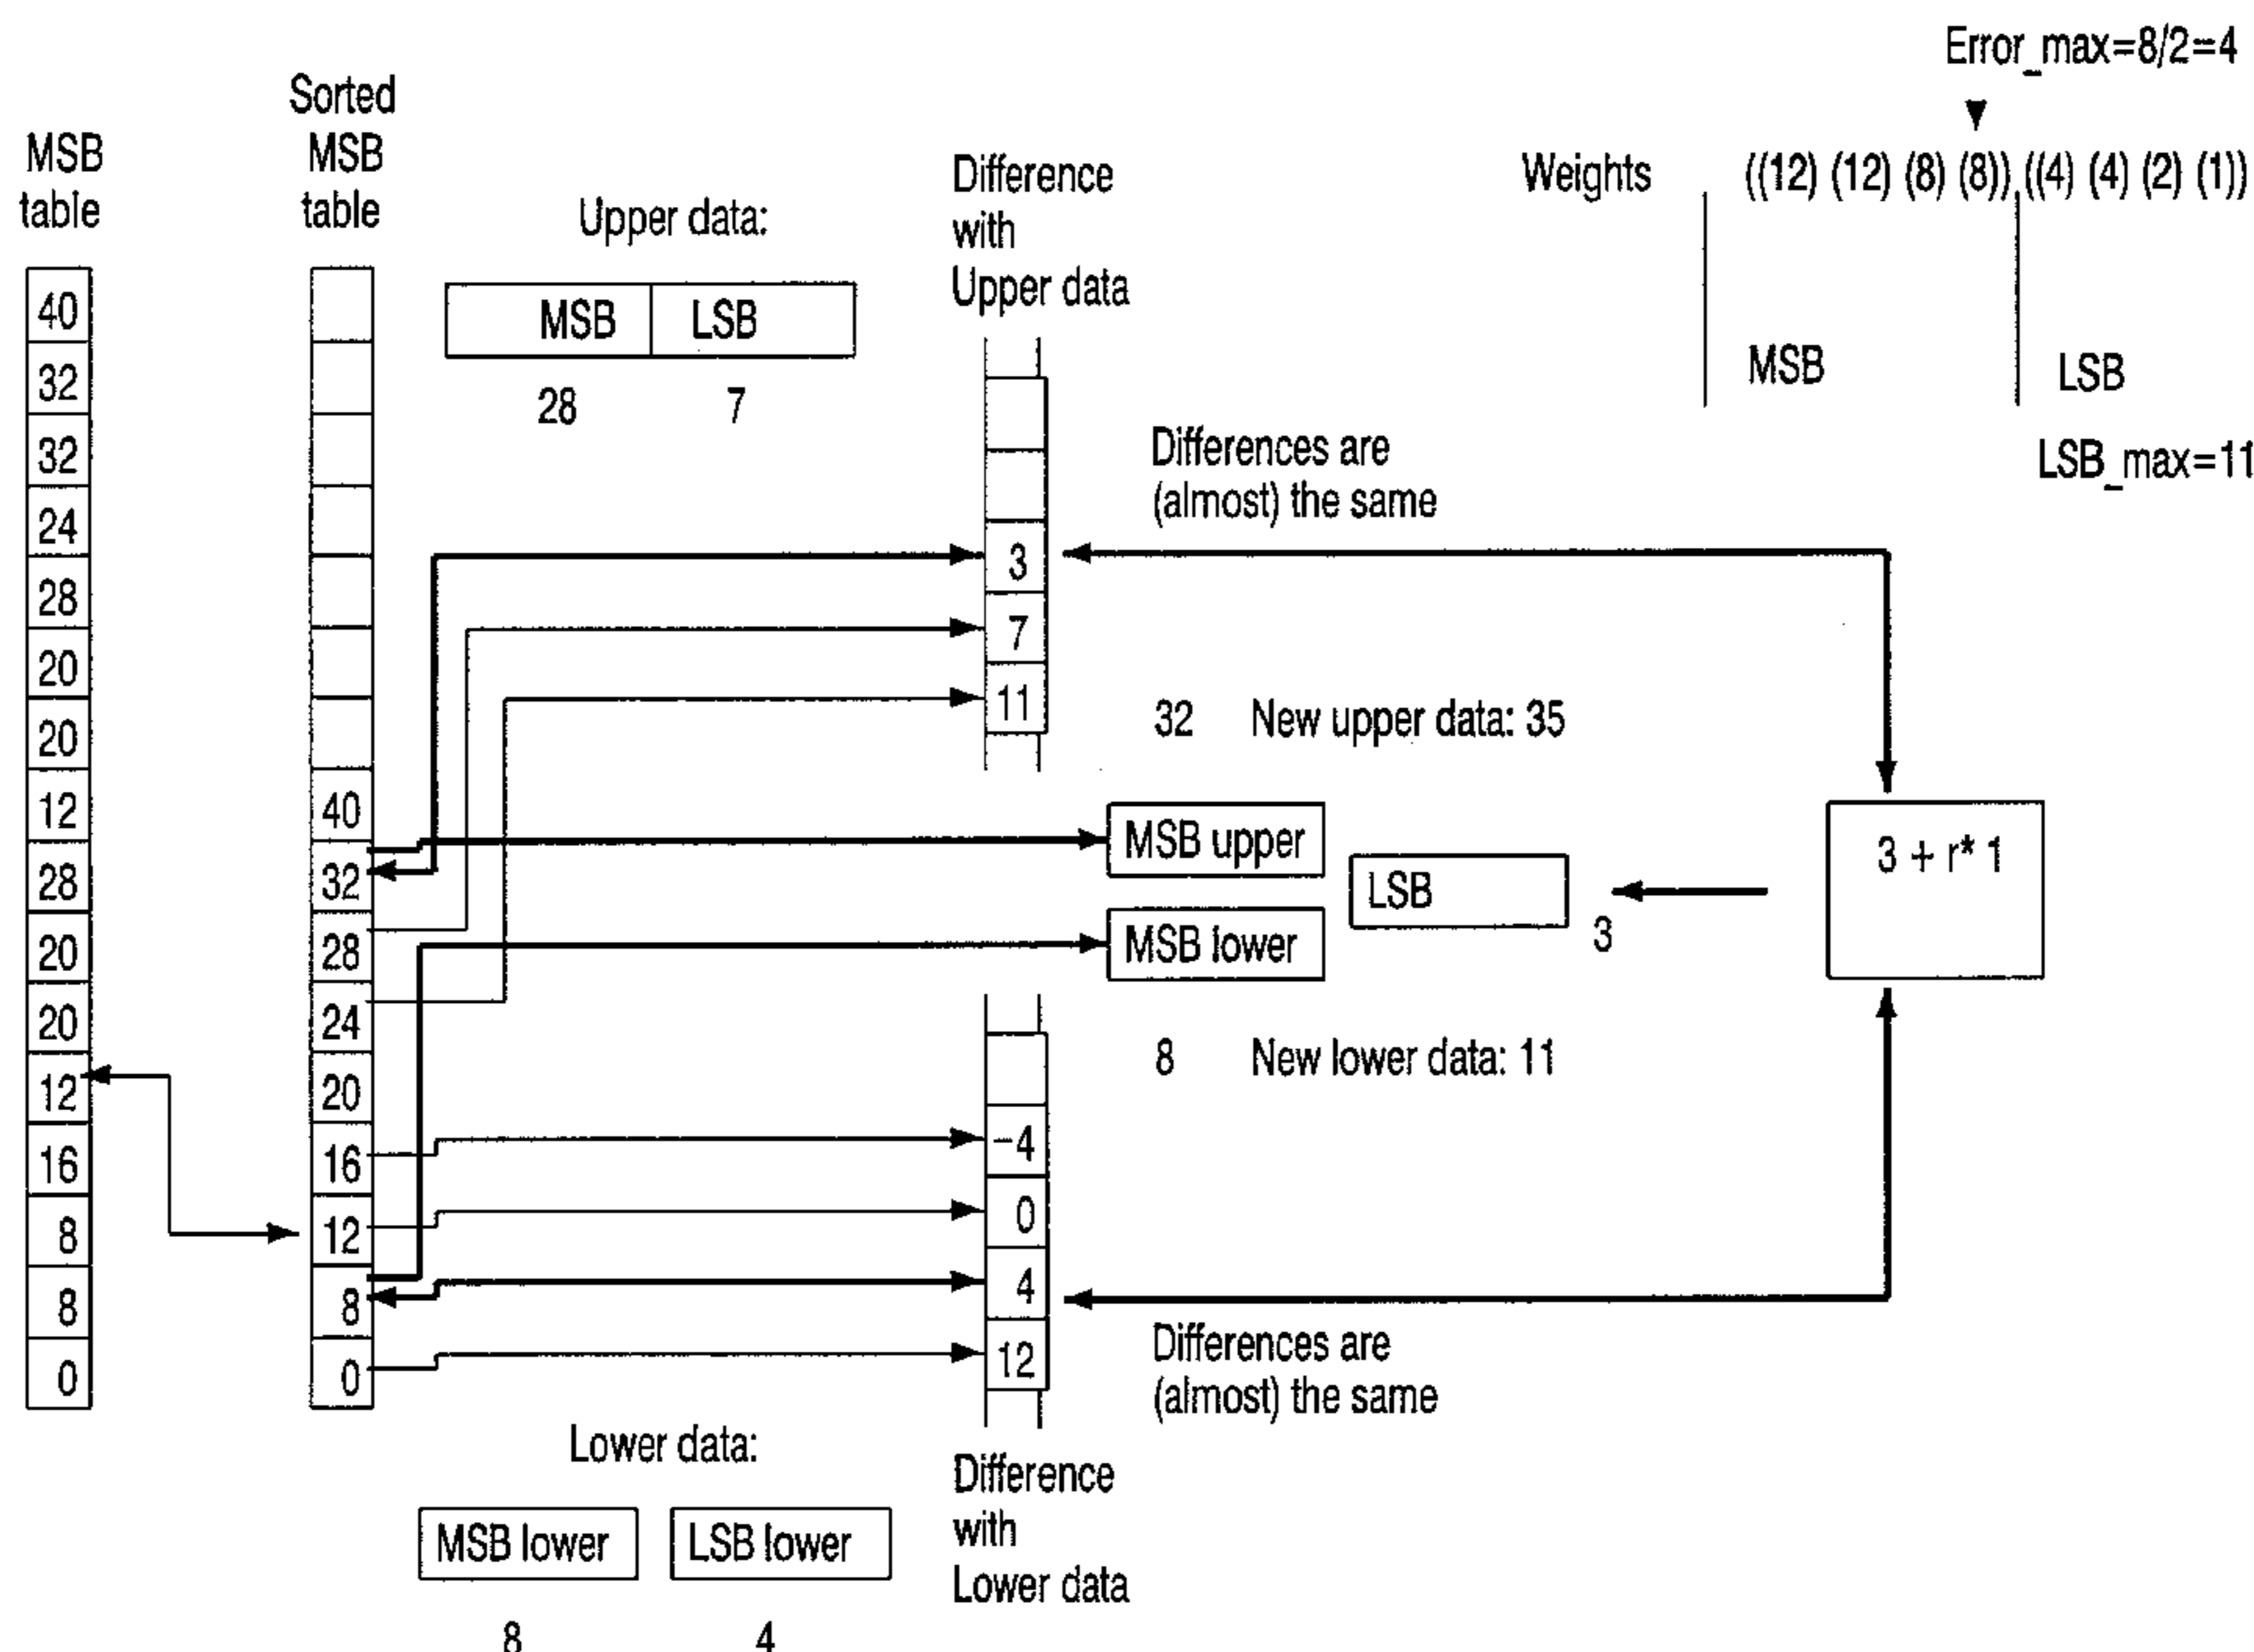 Error_max=8/2=4
Weights ((12) (12) (8) (8)) ((4) (4) (2) (1))
MSB
LSB
LSB_max=11
MSB
table
40
32
32
24
28
20
20
12
28
20
20
12
16
8
8
0
Sorted
MSB
table
40
32
28
24
20
16
12
8
0
Upper data:
MSB LSB
28 7
Difference
with
Upper data
3
7
11
Differences are
(almost) the same
32 New upper data: 35
MSB upper
MSB lower
LSB
3
3 + r* 1
8 New lower data: 11
-4
0
4
12
Differences are
(almost) the same
Difference
with
Lower data
Lower data:
MSB lower LSB lower
8 4